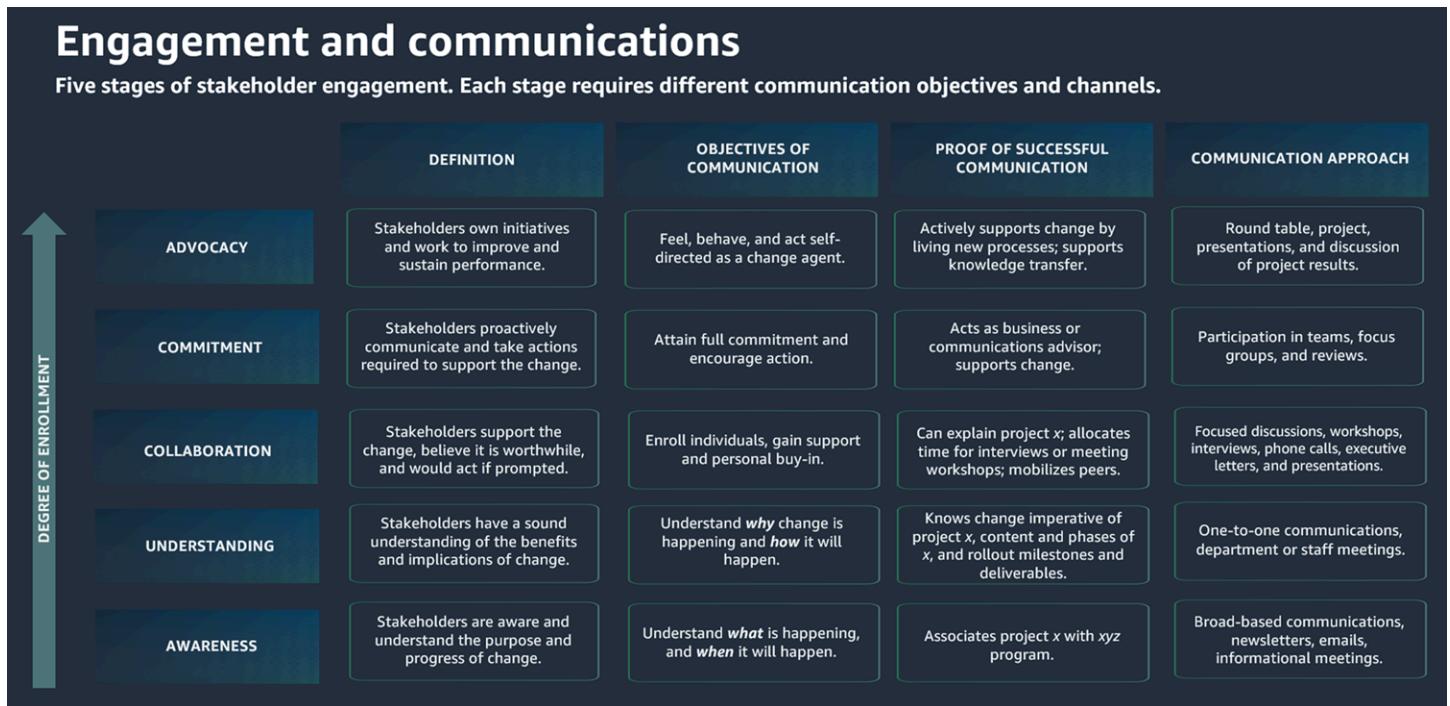 Engagement and communications
Five stages of stakeholder engagement. Each stage requires different communication objectives and channels.
DEFINITION
OBJECTIVES OF
COMMUNICATION
PROOF OF SUCCESSFUL
COMMUNICATION
COMMUNICATION APPROACH
DEGREE OF ENROLLMENT
ADVOCACY
Stakeholders own initiatives
and work to improve and
sustain performance.
Feel, behave, and act self-
directed as a change agent.
Actively supports change by
living new processes; supports
knowledge transfer.
Round table, project,
presentations, and discussion
of project results.
COMMITMENT
Stakeholders proactively
communicate and take actions
required to support the change.
Attain full commitment and
encourage action.
Acts as business or
communications advisor;
supports change.
Participation in teams, focus
groups, and reviews.
COLLABORATION
Stakeholders support the
change, believe it is worthwhile,
and would act if prompted.
Enroll individuals, gain support
and personal buy-in.
Can explain project x; allocates
time for interviews or meeting
workshops; mobilizes peers.
Focused discussions, workshops,
interviews, phone calls, executive
letters, and presentations.
UNDERSTANDING
Stakeholders have a sound
understanding of the benefits
and implications of change.
Understand why change is
happening and how it will
happen.
Knows change imperative of
project x, content and phases of
x, and rollout milestones and
deliverables.
One-to-one communications,
department or staff meetings.
AWARENESS
Stakeholders are aware and
understand the purpose and
progress of change.
Understand what is happening,
and when it will happen.
Associates project x with xyz
program.
Broad-based communications,
newsletters, emails,
informational meetings.